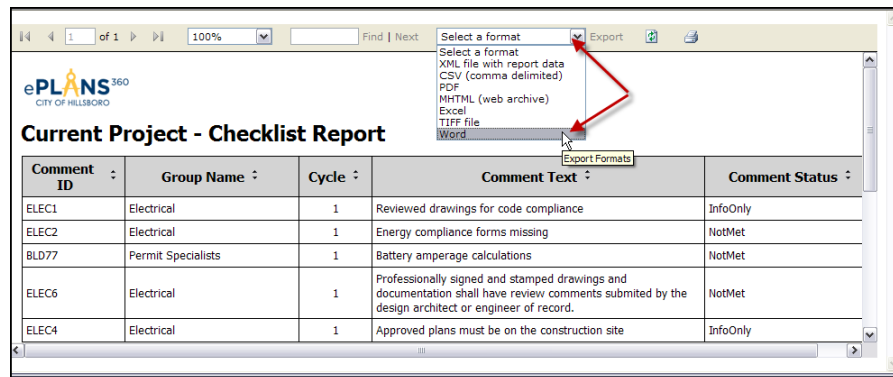 1 of 1 100% Find | Next Select a format Export
Select a format
XML file with report data
CSV (comma delimited)
PDF
MHTML (web archive)
Excel
TIFF file
Word
Export Formats
ePLANS 360
CITY OF HILLSBORO
Current Project - Checklist Report
Comment ID Group Name Cycle Comment Text Comment Status
ELEC1 Electrical 1 Reviewed drawings for code compliance InfoOnly
ELEC2 Electrical 1 Energy compliance forms missing NotMet
BLD77 Permit Specialists 1 Battery amperage calculations NotMet
ELEC6 Electrical 1 Professionally signed and stamped drawings and
documentation shall have review comments submited by the
design architect or engineer of record. NotMet
ELEC4 Electrical 1 Approved plans must be on the construction site InfoOnly